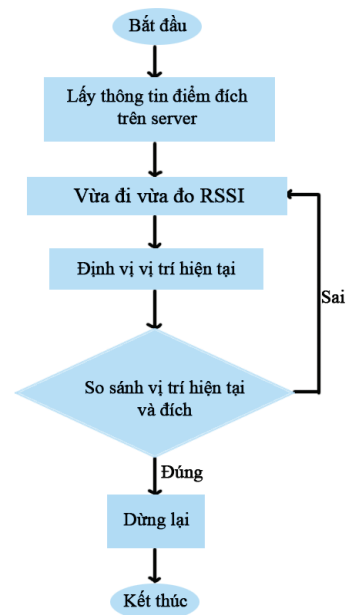 Bắt đầu
Lấy thông tin điểm đích
trên server
Vừa đi vừa đo RSSI
Định vị vị trí hiện tại
Sai
So sánh vị trí hiện tại
và đích
Đúng
Dừng lại
Kết thúc